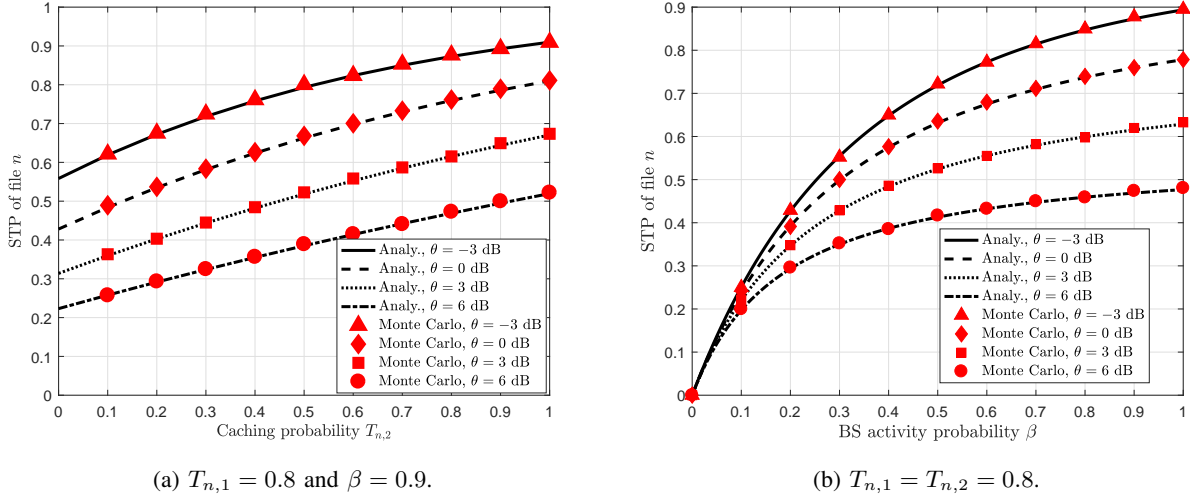 1
0.9
0.8
0.7
0.6
0.5
0.4
0.3
0.2
0.1
0
STP of file n
0 0.1 0.2 0.3 0.4 0.5 0.6 0.7 0.8 0.9 1
Caching probability T_{n,2}
Analy., θ = −3 dB
Analy., θ = 0 dB
Analy., θ = 3 dB
Analy., θ = 6 dB
Monte Carlo, θ = −3 dB
Monte Carlo, θ = 0 dB
Monte Carlo, θ = 3 dB
Monte Carlo, θ = 6 dB
(a) T_{n,1} = 0.8 and β = 0.9.
0.9
0.8
0.7
0.6
0.5
0.4
0.3
0.2
0.1
0
STP of file n
0 0.1 0.2 0.3 0.4 0.5 0.6 0.7 0.8 0.9 1
BS activity probability β
Analy., θ = −3 dB
Analy., θ = 0 dB
Analy., θ = 3 dB
Analy., θ = 6 dB
Monte Carlo, θ = −3 dB
Monte Carlo, θ = 0 dB
Monte Carlo, θ = 3 dB
Monte Carlo, θ = 6 dB
(b) T_{n,1} = T_{n,2} = 0.8.